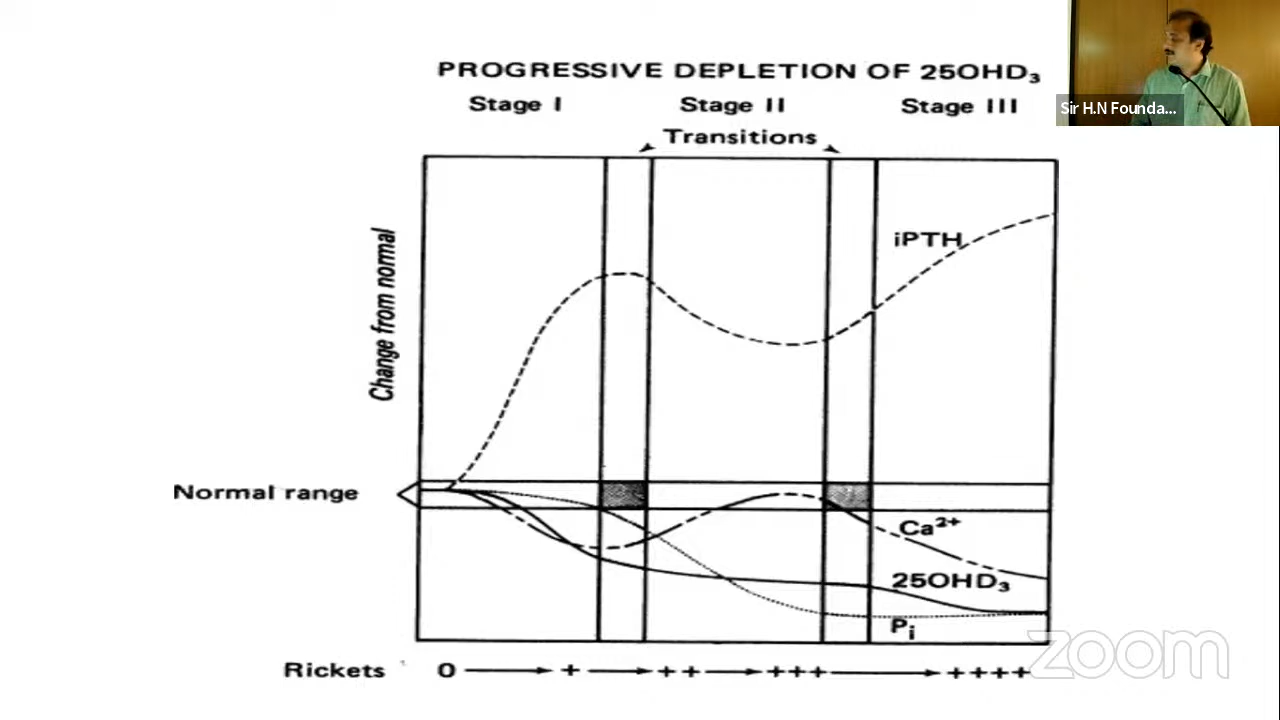 PROGRESSIVE DEPLETION OF 25OHD₃
Stage I Stage II Stage III
Sir H.N Founda...
Transitions
Change from normal
iPTH
Normal range
Ca²⁺
25OHD₃
Pᵢ
Rickets 0 + ++ +++ ++++
zoom